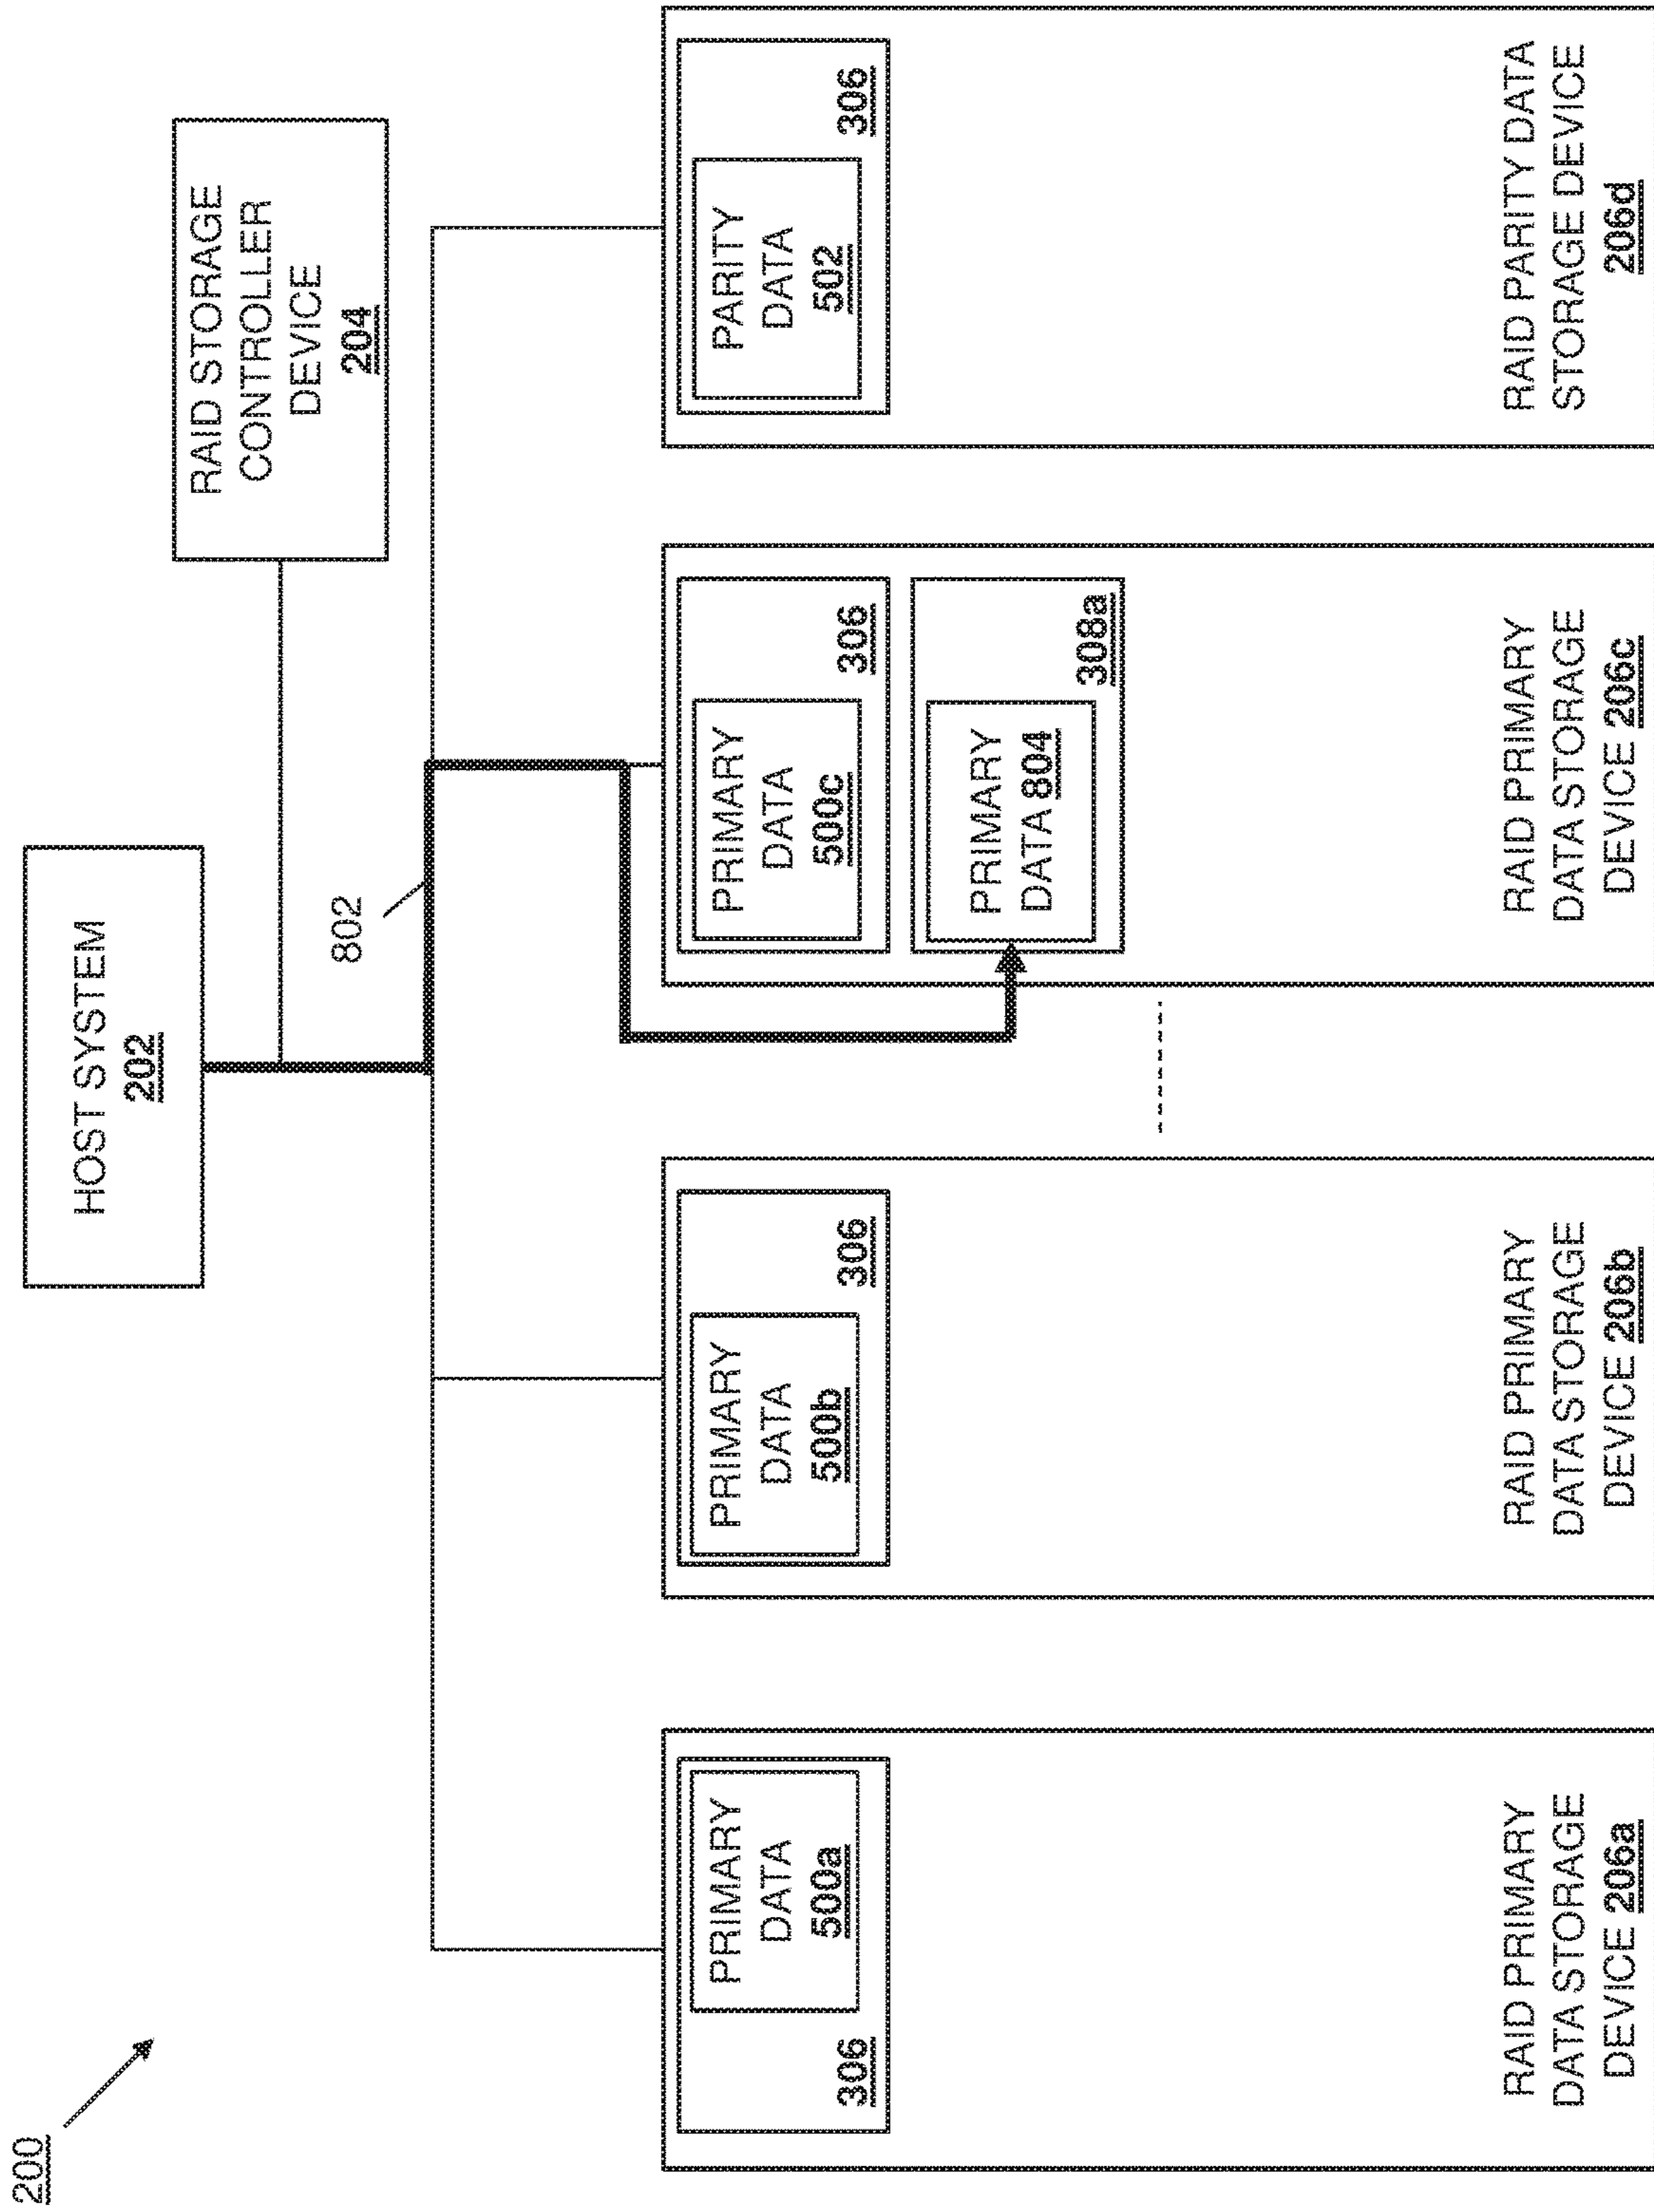 200
HOST SYSTEM
202
RAID STORAGE
CONTROLLER
DEVICE
204
802
306
PRIMARY
DATA
500a
RAID PRIMARY
DATA STORAGE
DEVICE 206a
PRIMARY
DATA
500b
306
RAID PRIMARY
DATA STORAGE
DEVICE 206b
PRIMARY
DATA
500c
306
PRIMARY
DATA 804
308a
RAID PRIMARY
DATA STORAGE
DEVICE 206c
PARITY
DATA
502
306
RAID PARITY DATA
STORAGE DEVICE
206d